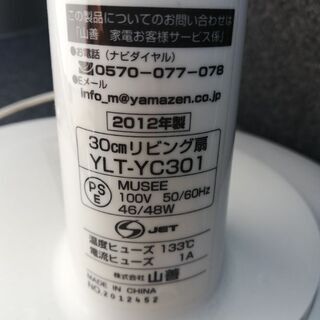 この製品についてのお問い合わせは
「山善 家電お客様サービス係」
●お電話(ナビダイヤル)
0570-077-078
●Eメール
info_m@yamazen.co.jp
2012年製
30cmリビング扇
YLT-YC301
PSE
MUSEE
100V 50/60Hz
46/48W
S JET
温度ヒューズ 133℃
電流ヒューズ 1A
株式会社 山善
MADE IN CHINA
NO.2012452